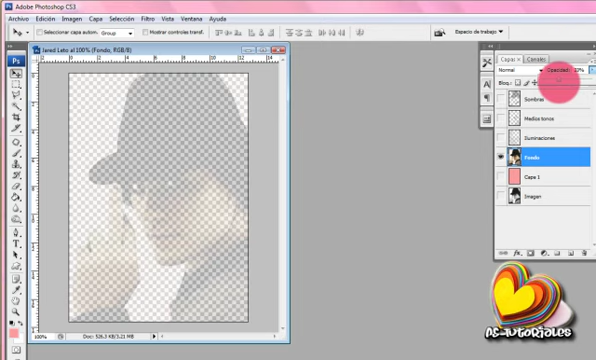 Adobe Photoshop CS3
Archivo Edición Imagen Capa Selección Filtro Vista Ventana Ayuda
Seleccionar capa autom.: Group Mostrar controles transf. Espacio de trabajo
Jared Leto al 100% (Fondo, RGB/8)
Capas Canales
Normal Opacidad:
Bloq.:
Sombras
Medios tonos
Iluminaciones
Fondo
Capa 1
Imagen
100% Doc: 526.3 KB/3.21 MB
AS-TUTORIALES